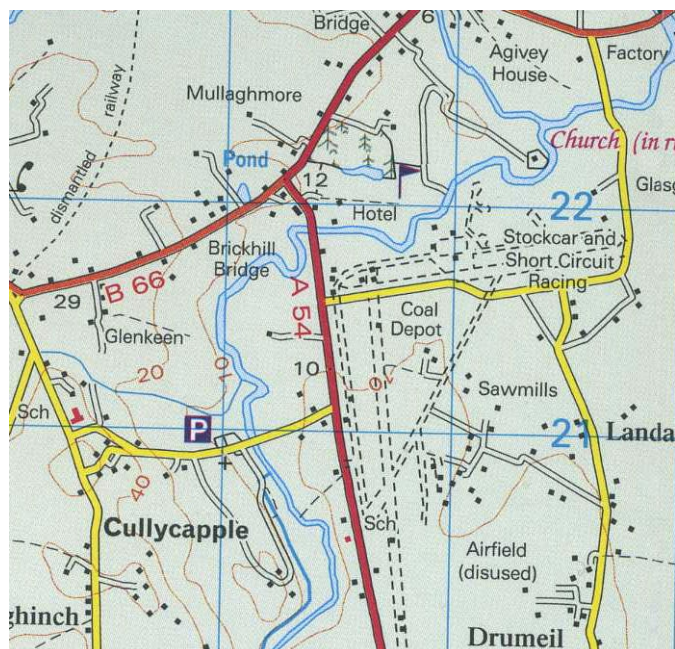 Bridge
6
Agivey
House
Factory
railway
Mullaghmore
Church (in r
Pond
dismantled
12
Glasg
Hotel
22
Stockcar and
Short Circuit
Racing
Brickhill
Bridge
B 66
A 54
29
Coal
Depot
Glenkeen
10
10
10
20
Sch
Sawmills
P
21
Landa
40
Cullycapple
Sch
Airfield
(disused)
ghinch
Drumeil